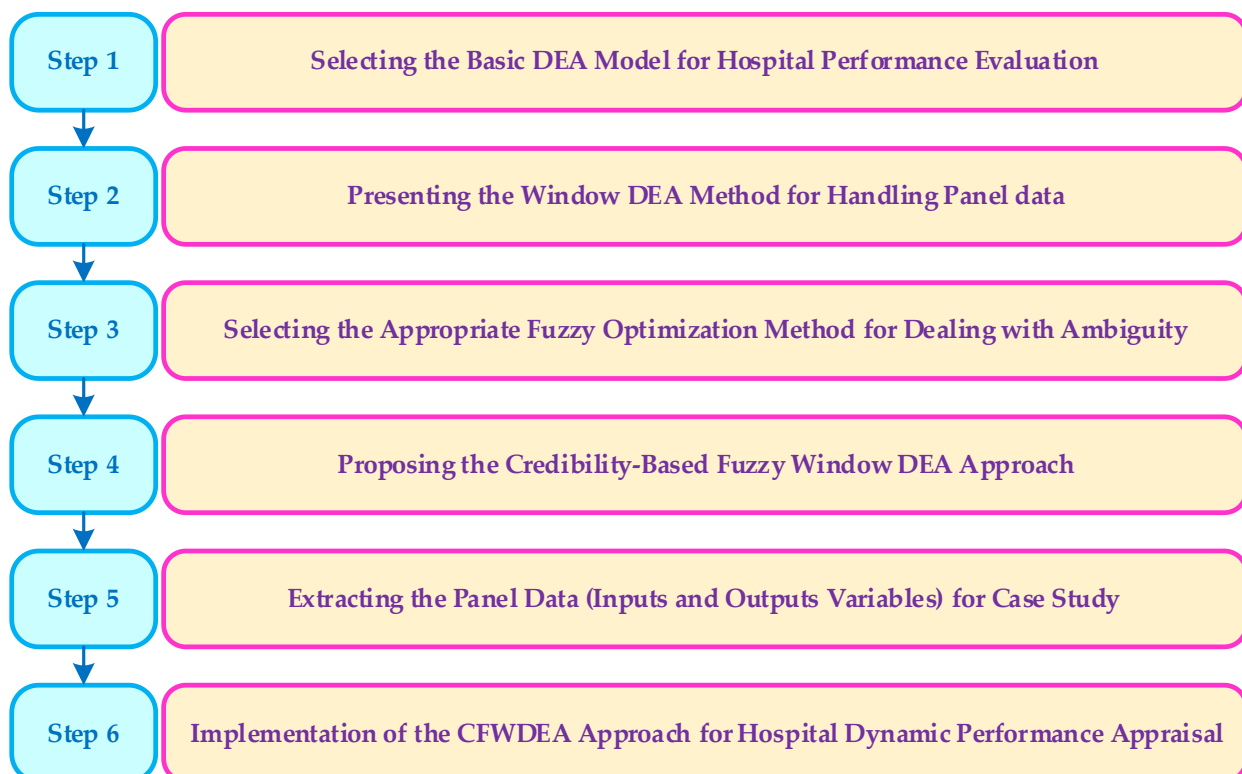 Step 1
Selecting the Basic DEA Model for Hospital Performance Evaluation
Step 2
Presenting the Window DEA Method for Handling Panel data
Step 3
Selecting the Appropriate Fuzzy Optimization Method for Dealing with Ambiguity
Step 4
Proposing the Credibility-Based Fuzzy Window DEA Approach
Step 5
Extracting the Panel Data (Inputs and Outputs Variables) for Case Study
Step 6
Implementation of the CFWDEA Approach for Hospital Dynamic Performance Appraisal